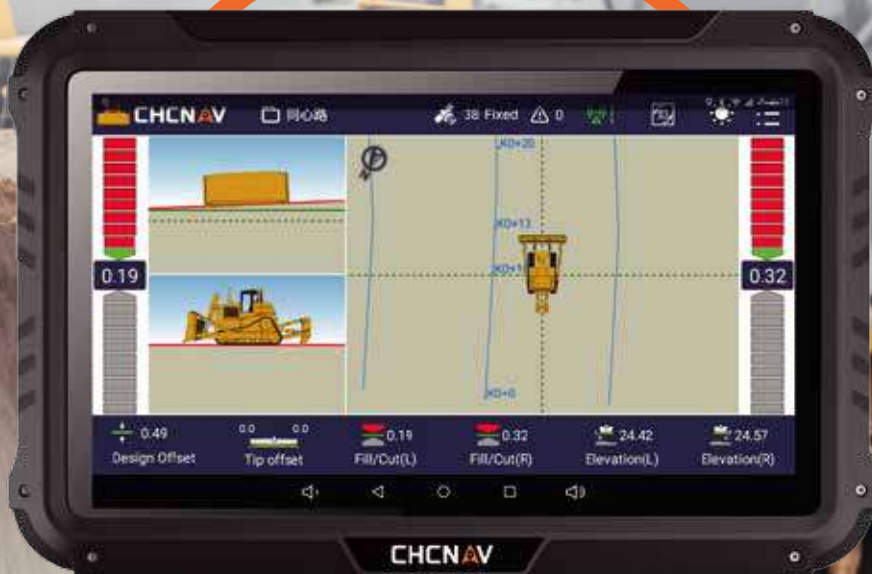 CHCNAV
同心路
38 Fixed
0
K0+20
K0+13
0.19
0.32
K0+0
0.49
Design Offset
0.0 0.0
Tip offset
0.19
Fill/Cut(L)
0.32
Fill/Cut(R)
24.42
Elevation(L)
24.57
Elevation(R)
CHCNAV